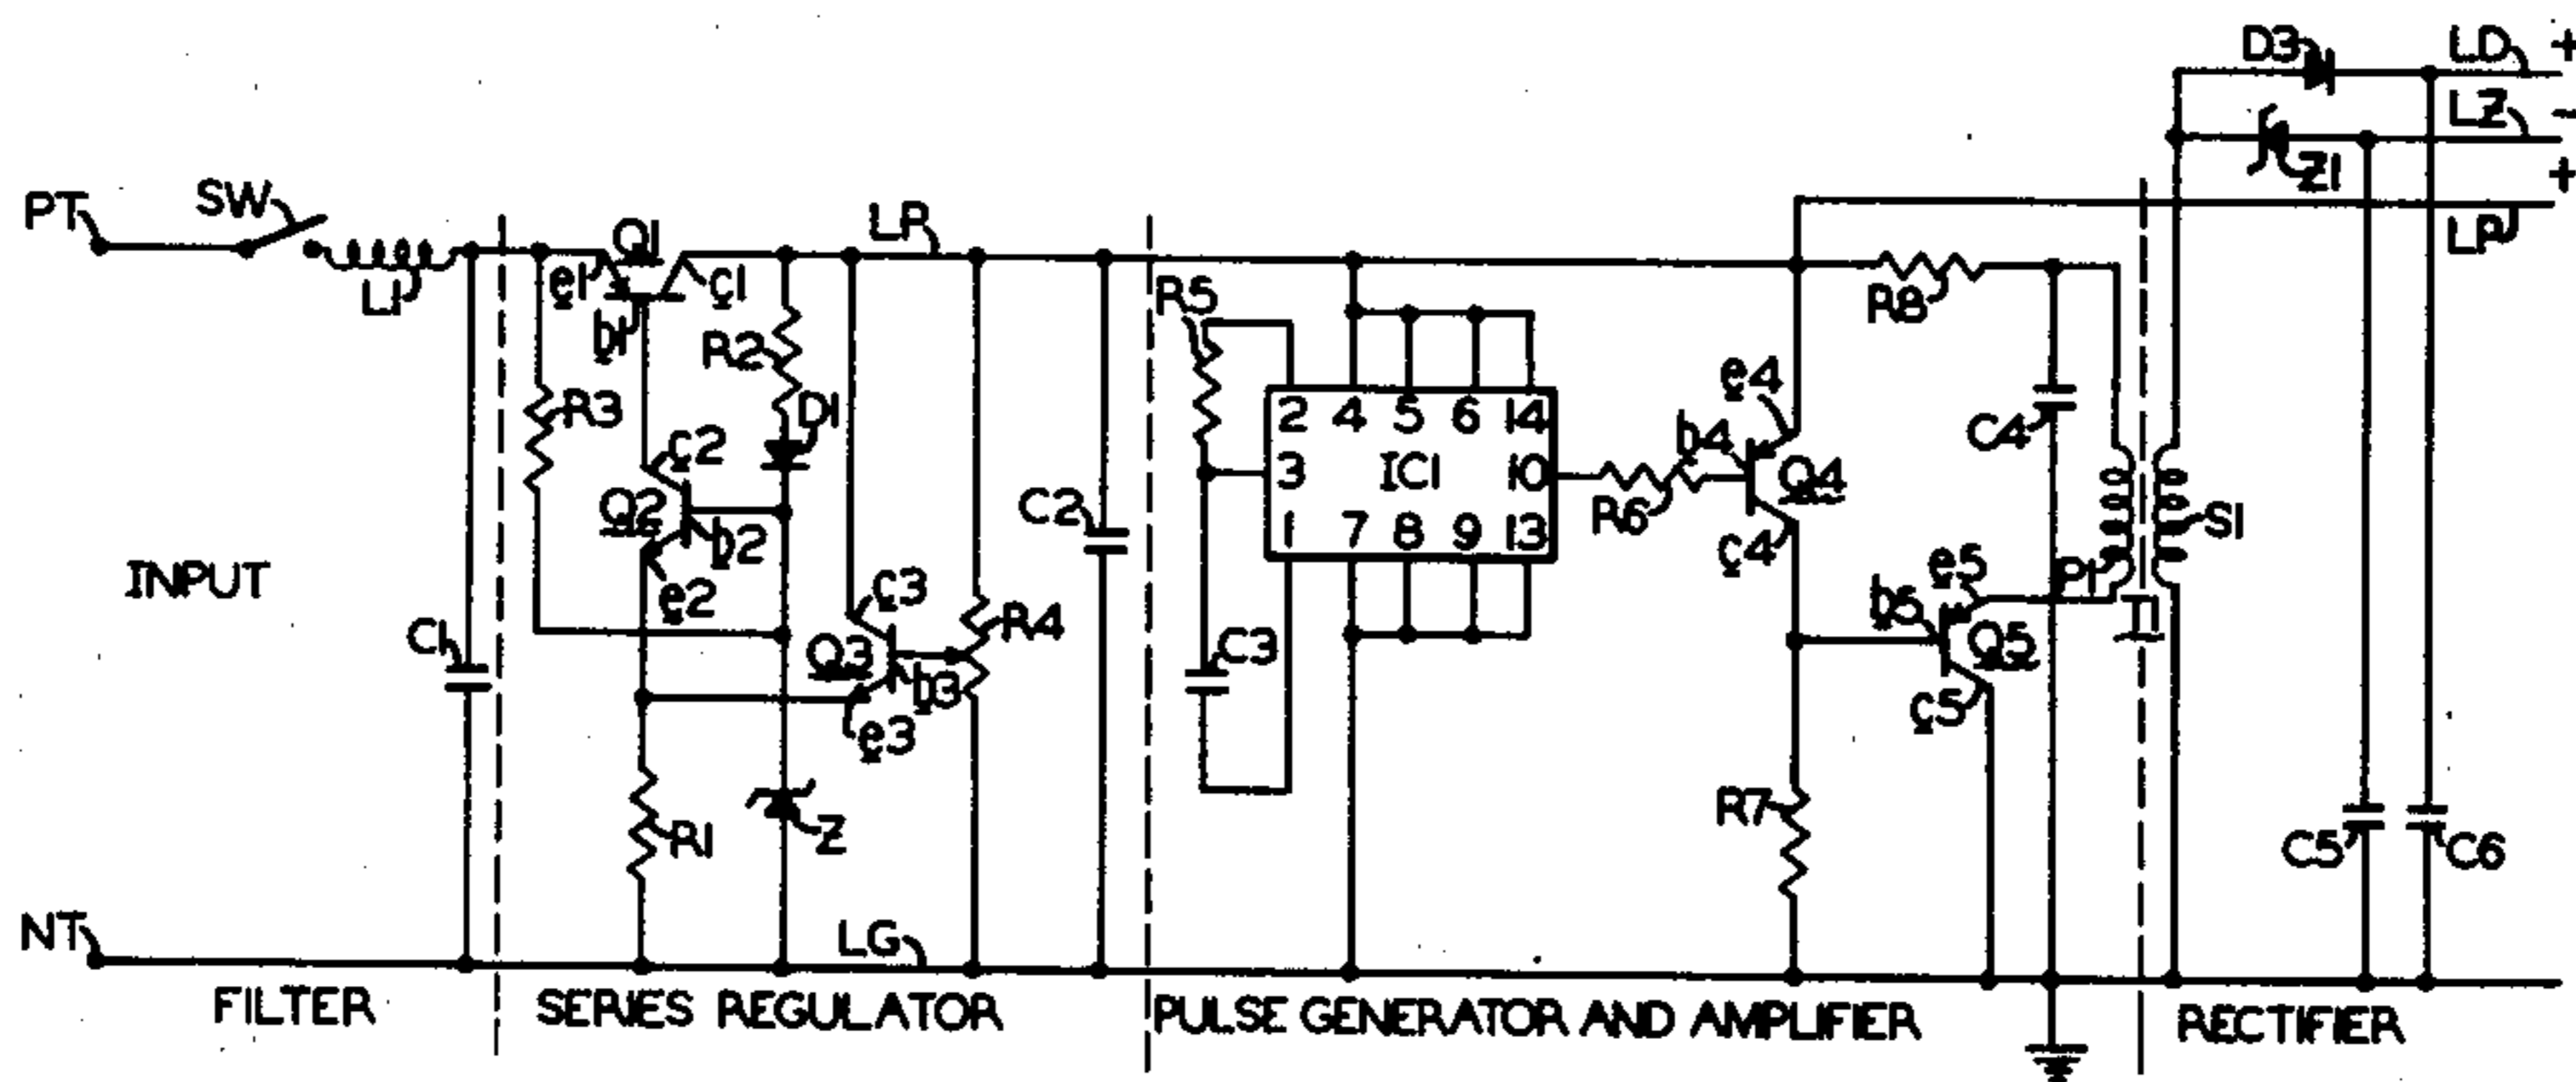 D3 LD +
LZ -
Z1 +
LP
PT SW Q1 LP
L1 e1 c1 R5 R8
b1 R2
R3 D1 e4
c2 2 4 5 6 14 b4 C4
Q2 C2 3 IC1 10 Q4
b2 R6 S1
1 7 8 9 13 c4
INPUT e2 c3 e5 P1
b5 T1
C1 Q3 R4 C3 Q5
b3
e3 c5
R7
R1 Z C5 C6
NT LG
FILTER SERIES REGULATOR PULSE GENERATOR AND AMPLIFIER RECTIFIER